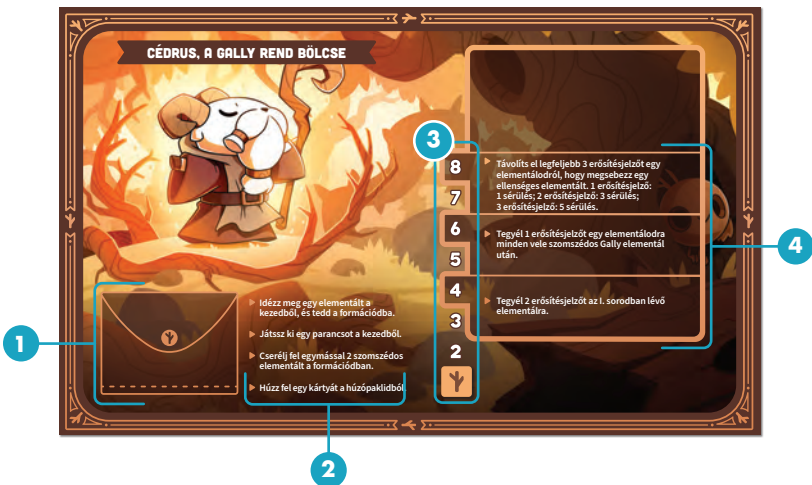 CÉDRUS, A GALLY REND BÖLCSE
3
8
7
6
5
4
3
2
Távolíts el legfeljebb 3 erősítésjelzőt egy
elementálodról, hogy megsebezz egy
ellenséges elementált. 1 erősítésjelző:
1 sérülés; 2 erősítésjelző: 3 sérülés;
3 erősítésjelző: 5 sérülés.
Tegyél 1 erősítésjelzőt egy elementálodra
minden vele szomszédos Gally elementál
után.
Tegyél 2 erősítésjelzőt az I. sorodban lévő
elementálra.
4
1
Idézz meg egy elementált a
kezedből, és tedd a formációdba.
Játssz ki egy parancsot a kezedből.
Cserélj fel egymással 2 szomszédos
elementált a formációdban.
Húzz fel egy kártyát a húzópaklidból.
2